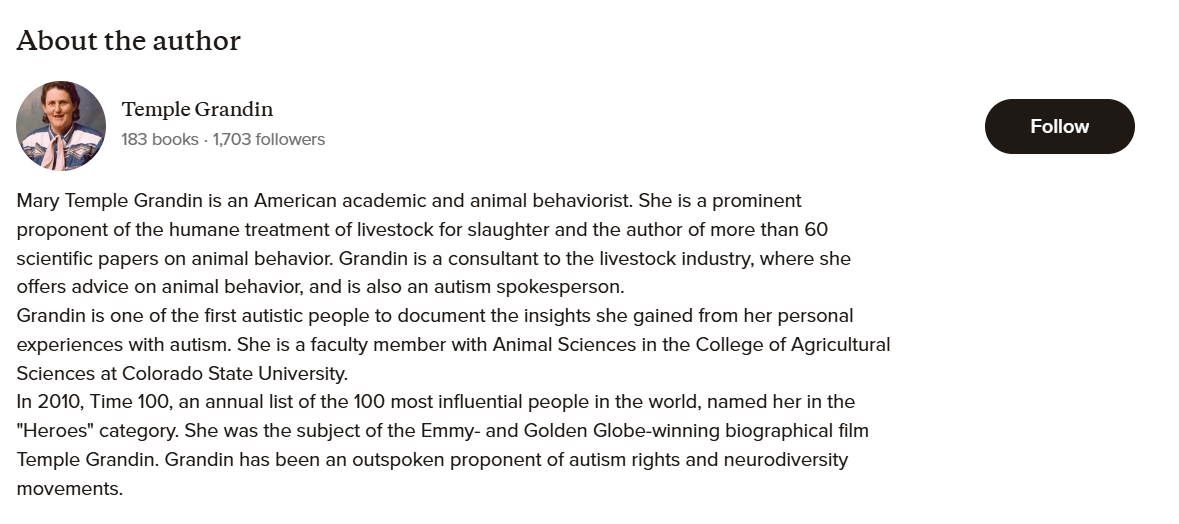 About the author
Temple Grandin
183 books · 1,703 followers
Follow
Mary Temple Grandin is an American academic and animal behaviorist. She is a prominent
proponent of the humane treatment of livestock for slaughter and the author of more than 60
scientific papers on animal behavior. Grandin is a consultant to the livestock industry, where she
offers advice on animal behavior, and is also an autism spokesperson.
Grandin is one of the first autistic people to document the insights she gained from her personal
experiences with autism. She is a faculty member with Animal Sciences in the College of Agricultural
Sciences at Colorado State University.
In 2010, Time 100, an annual list of the 100 most influential people in the world, named her in the
"Heroes" category. She was the subject of the Emmy- and Golden Globe-winning biographical film
Temple Grandin. Grandin has been an outspoken proponent of autism rights and neurodiversity
movements.